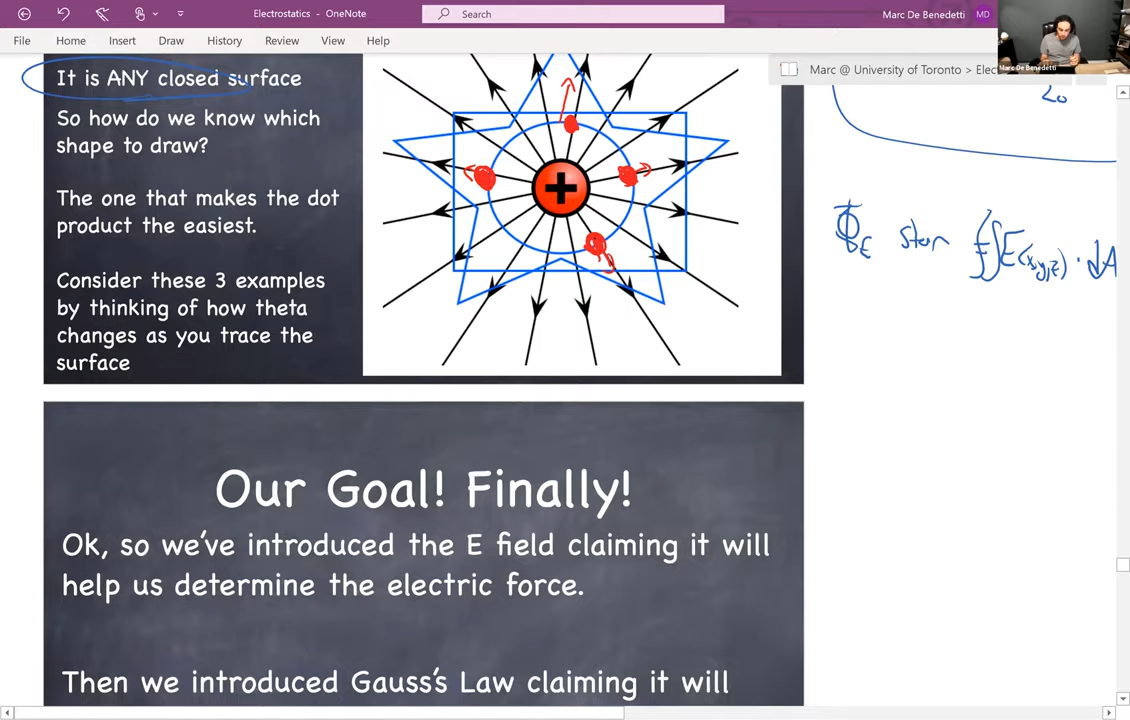 Electrostatics - OneNote
Search
Marc De Benedetti
MD
File
Home
Insert
Draw
History
Review
View
Help
Marc De Benedetti
Marc @ University of Toronto > Elec
It is ANY closed surface
So how do we know which
shape to draw?
The one that makes the dot
product the easiest.
Consider these 3 examples
by thinking of how theta
changes as you trace the
surface
+
Φ_E star ∯E(x,y,z) · dA
Our Goal! Finally!
Ok, so we've introduced the E field claiming it will
help us determine the electric force.
Then we introduced Gauss's Law claiming it will